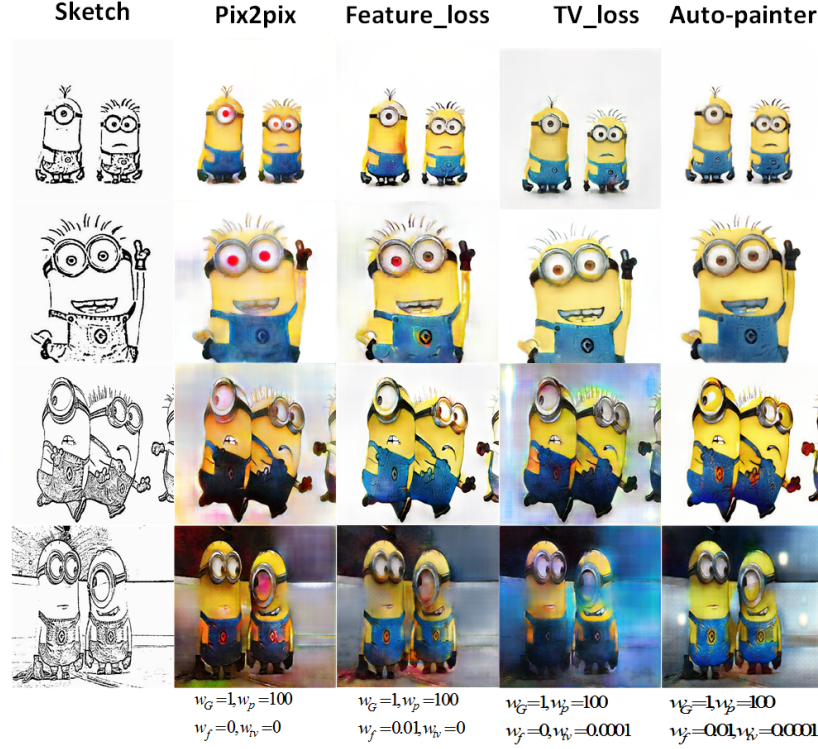 Sketch Pix2pix Feature_loss TV_loss Auto-painter
w_G=1,w_p=100 w_G=1,w_p=100 w_G=1,w_p=100 w_G=1,w_p=100
w_f=0,w_tv=0 w_f=0.01,w_tv=0 w_f=0,w_tv=0.0001 w_f=0.01,w_tv=0.0001